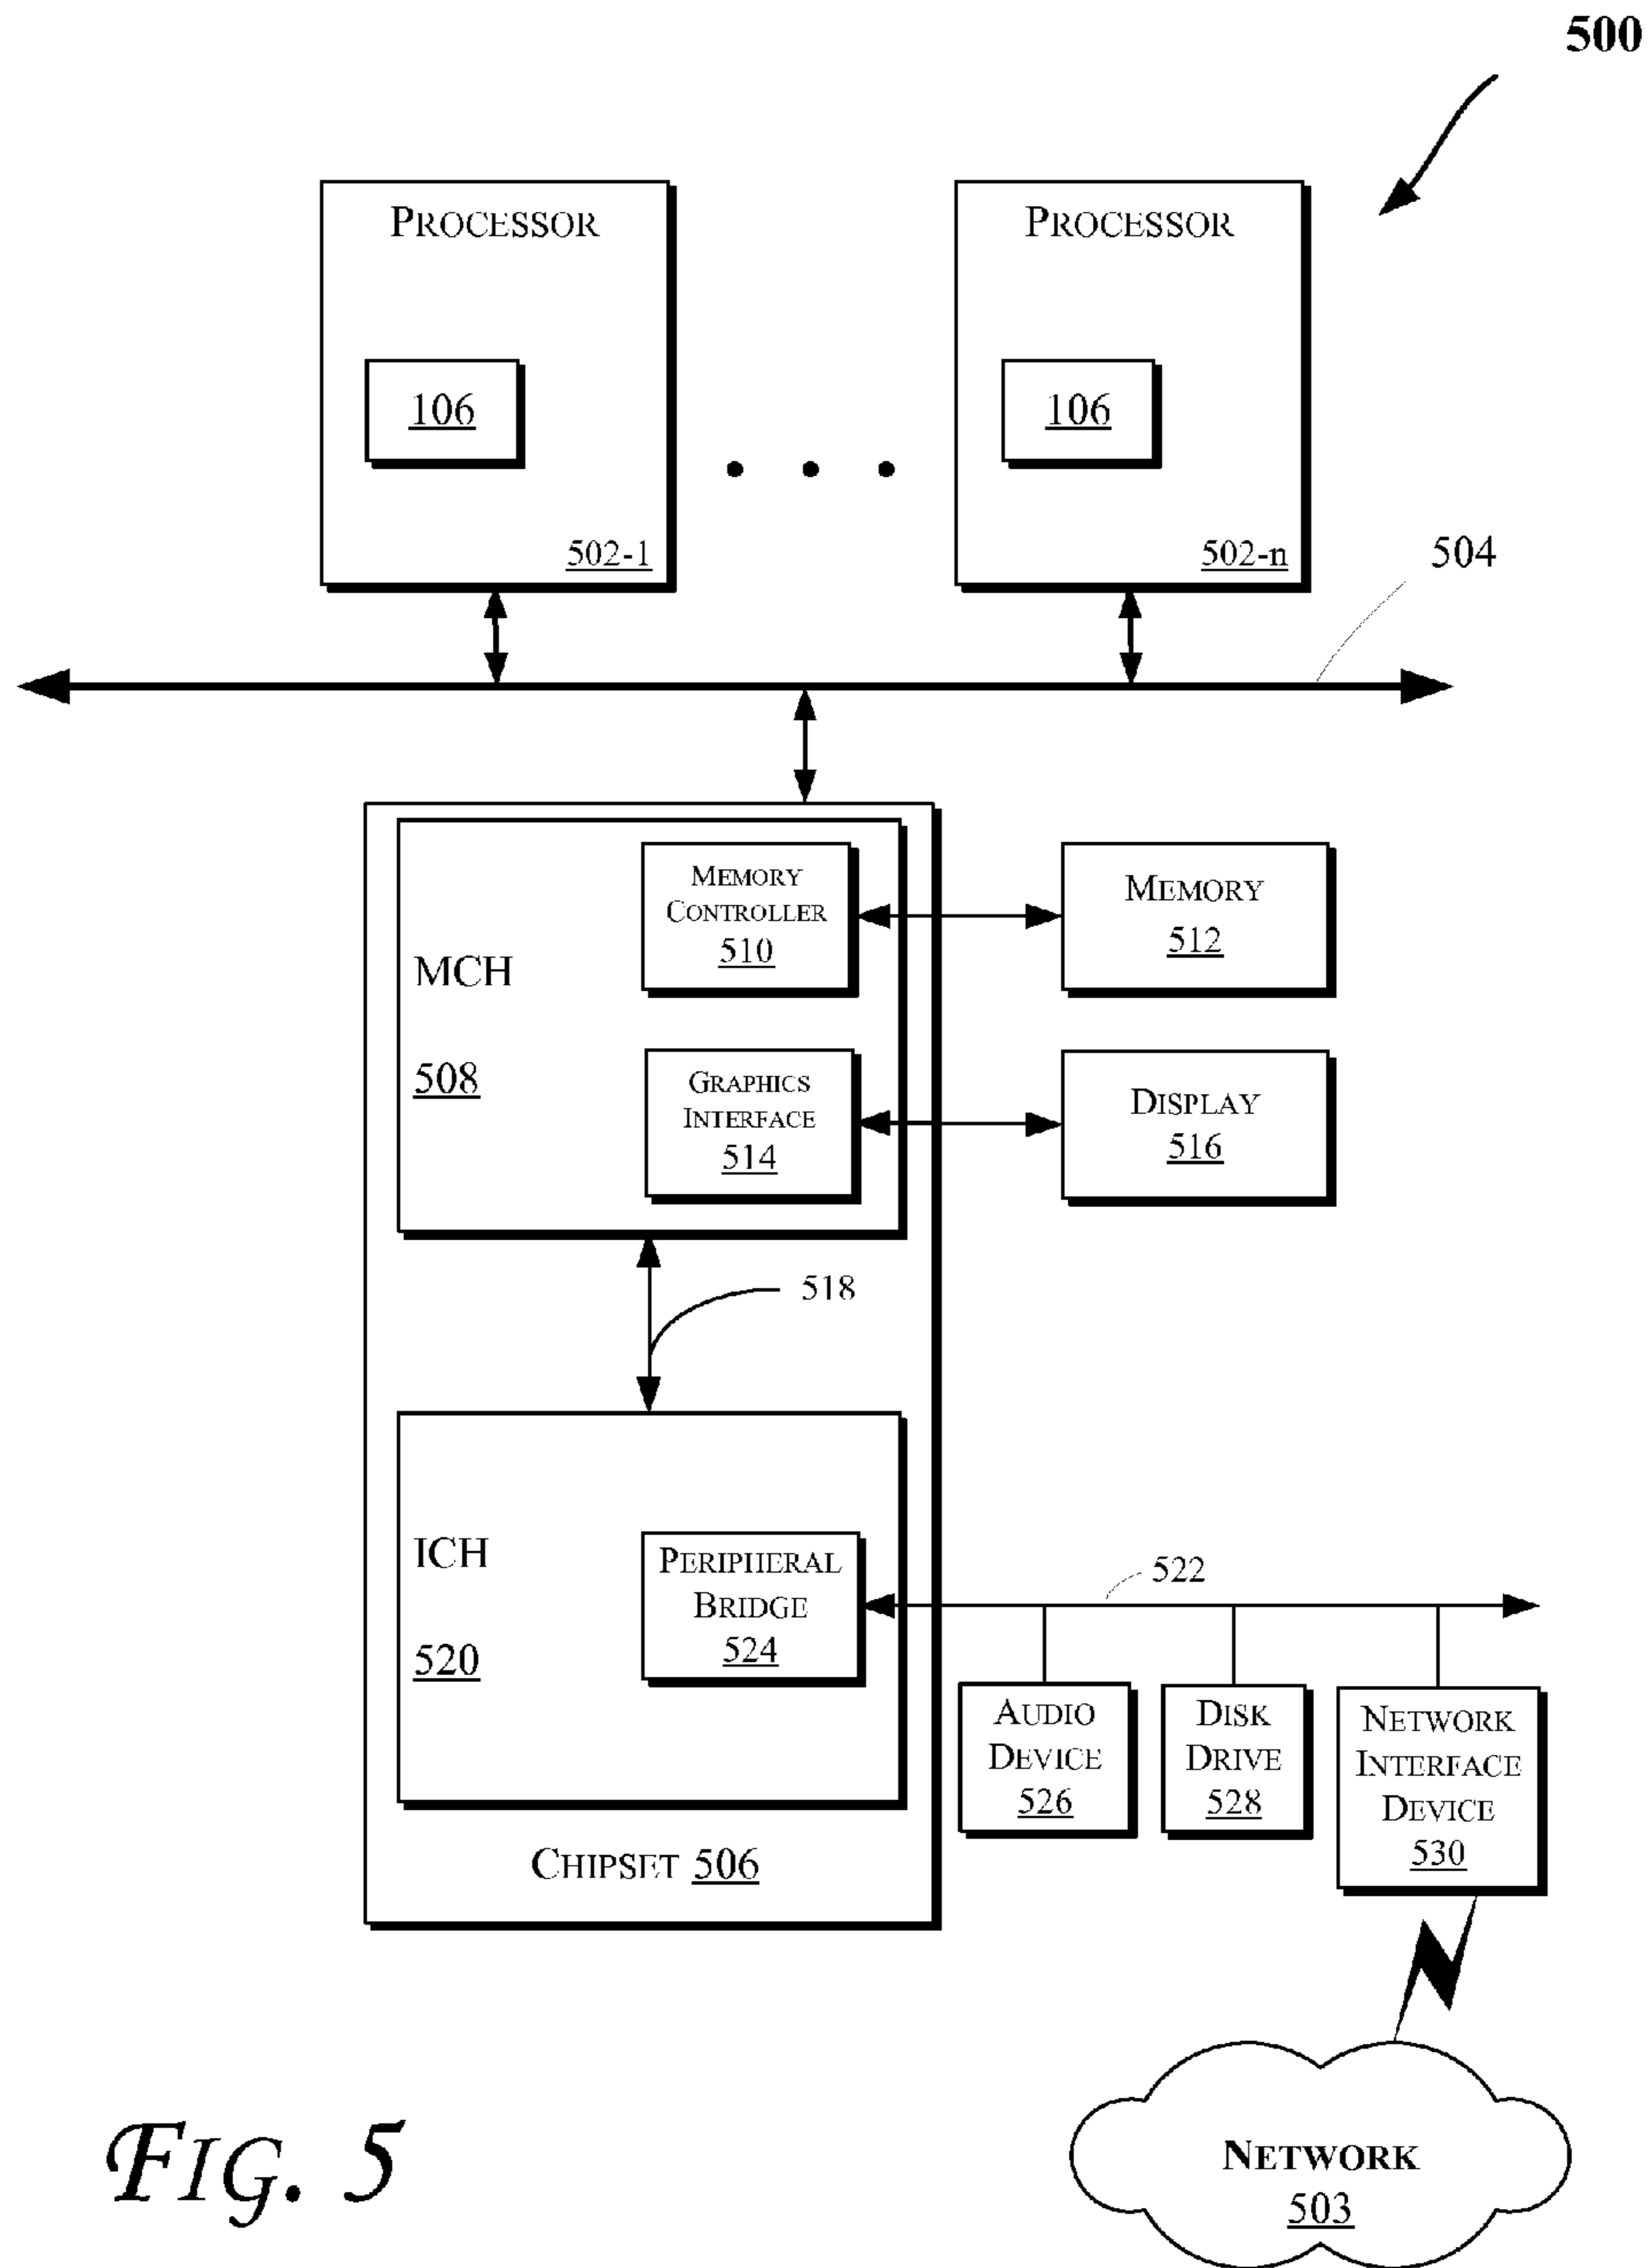 500
PROCESSOR
106
502-1
PROCESSOR
106
502-n
504
MCH
508
MEMORY
CONTROLLER
510
MEMORY
512
GRAPHICS
INTERFACE
514
DISPLAY
516
518
ICH
520
PERIPHERAL
BRIDGE
524
522
AUDIO
DEVICE
526
DISK
DRIVE
528
NETWORK
INTERFACE
DEVICE
530
CHIPSET 506
NETWORK
503
FIG. 5